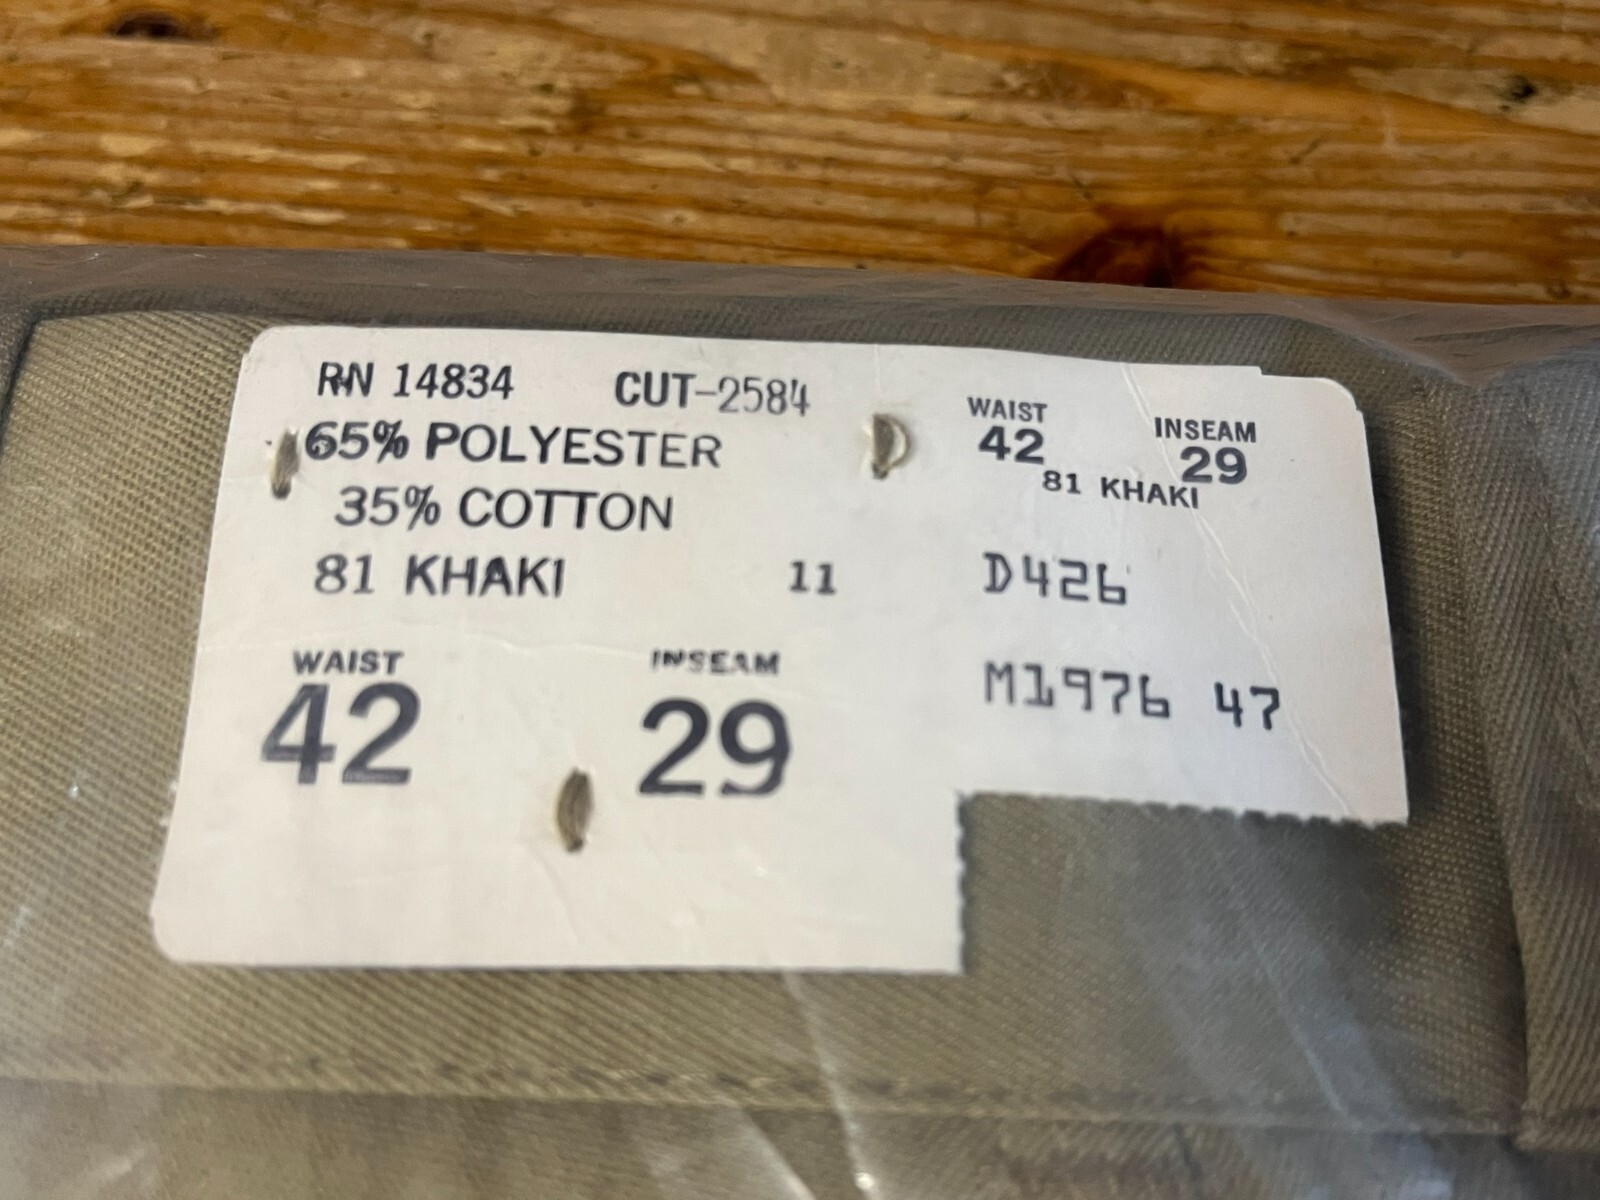 RN 14834 CUT-2584
65% POLYESTER
35% COTTON
81 KHAKI 11
WAIST INSEAM
42 29
WAIST INSEAM
42 29
81 KHAKI
D426
M1976 47